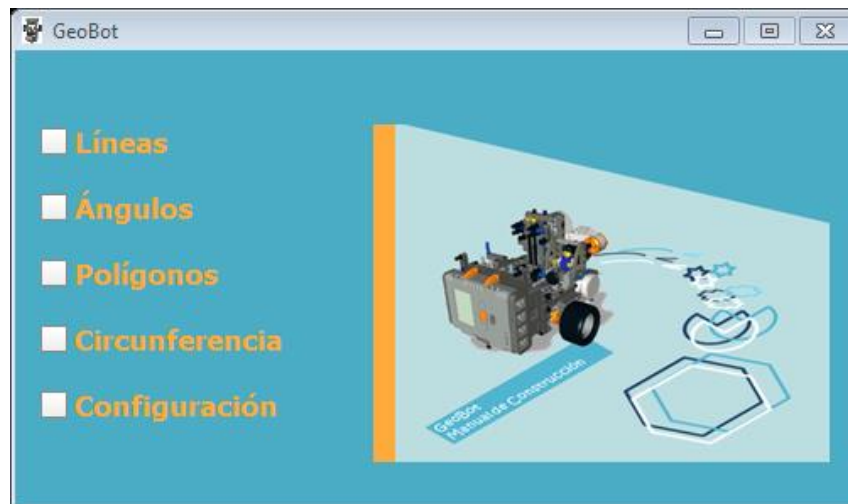 GeoBot
Líneas
Ángulos
Polígonos
Circunferencia
Configuración
GeoBot
Manual de Construcción